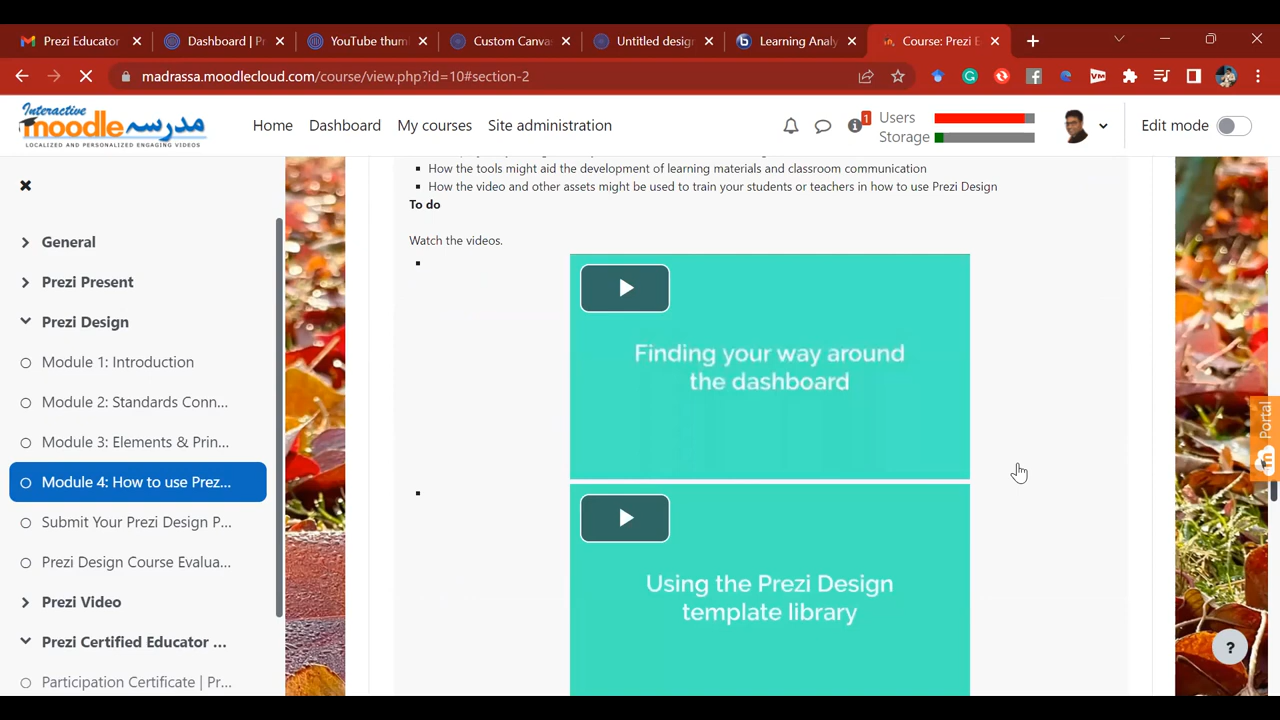 Prezi Educator
Dashboard | Pr
YouTube thum
Custom Canva
Untitled desig
Learning Analy
Course: Prezi E
madrassa.moodlecloud.com/course/view.php?id=10#section-2
VM
Interactive
moodle مدرسه
LOCALIZED AND PERSONALIZED ENGAGING VIDEOS
Home
Dashboard
My courses
Site administration
1
Users
Storage
Edit mode
General
Prezi Present
Prezi Design
Module 1: Introduction
Module 2: Standards Conn...
Module 3: Elements & Prin...
Module 4: How to use Prez...
Submit Your Prezi Design P...
Prezi Design Course Evalua...
Prezi Video
Prezi Certified Educator ...
Participation Certificate | Pr...
How the tools might aid the development of learning materials and classroom communication
How the video and other assets might be used to train your students or teachers in how to use Prezi Design
To do
Watch the videos.
Finding your way around
the dashboard
Using the Prezi Design
template library
Portal
?